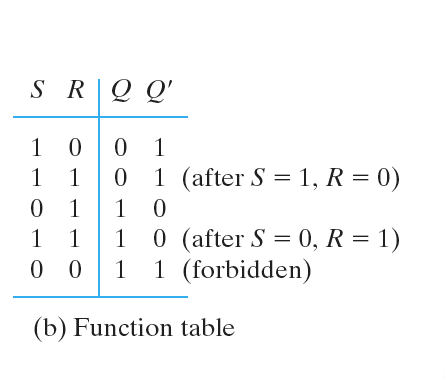 S R Q Q'
1 0 0 1
1 1 0 1 (after S = 1, R = 0)
0 1 1 0
1 1 1 0 (after S = 0, R = 1)
0 0 1 1 (forbidden)
(b) Function table